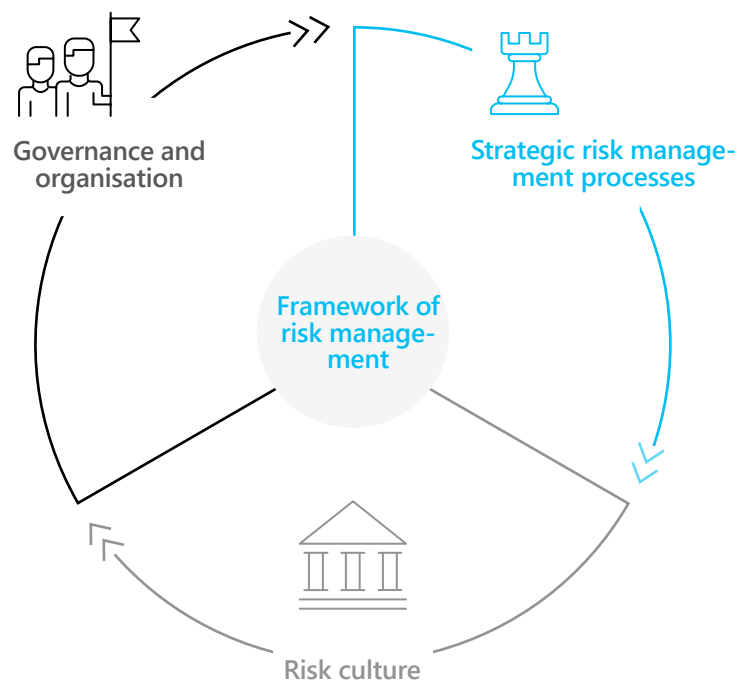 Governance and
organisation
Strategic risk manage-
ment processes
Framework of
risk manage-
ment
Risk culture